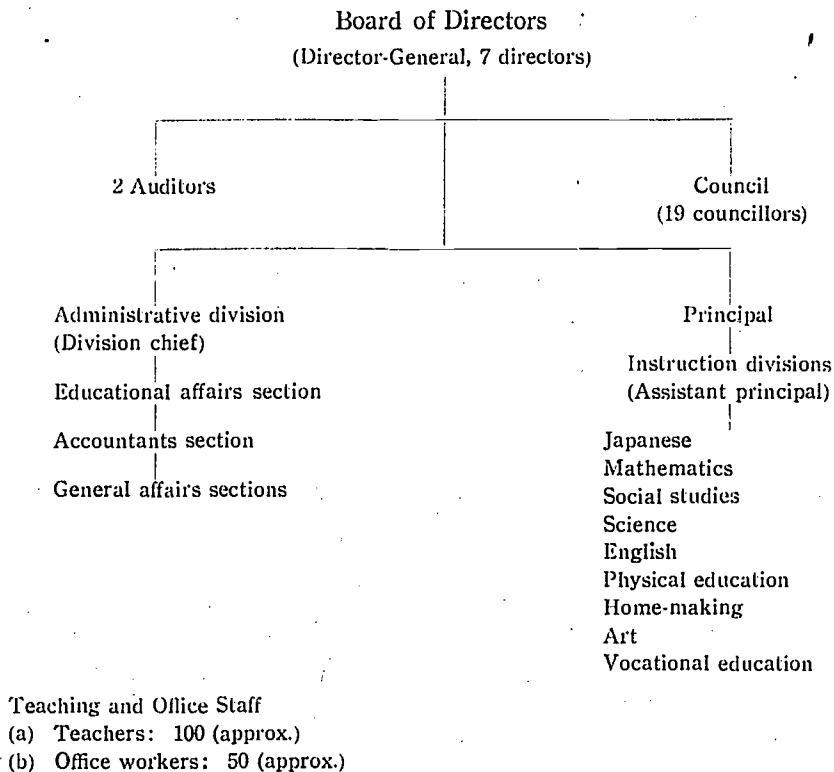 Board of Directors
(Director-General, 7 directors)
2 Auditors
Council
(19 councillors)
Administrative division
(Division chief)
Educational affairs section
Accountants section
General affairs sections
Principal
Instruction divisions
(Assistant principal)
Japanese
Mathematics
Social studies
Science
English
Physical education
Home-making
Art
Vocational education
Teaching and Office Staff
(a) Teachers: 100 (approx.)
(b) Office workers: 50 (approx.)